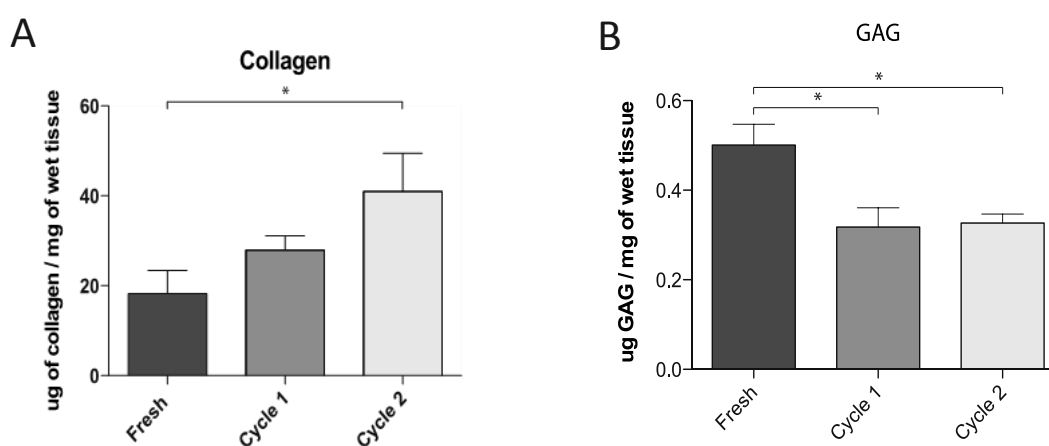 A
Collagen
*
ug of collagen / mg of wet tissue
60
40
20
0
Fresh
Cycle 1
Cycle 2
B
GAG
*
*
ug GAG / mg of wet tissue
0.6
0.4
0.2
0.0
Fresh
Cycle 1
Cycle 2